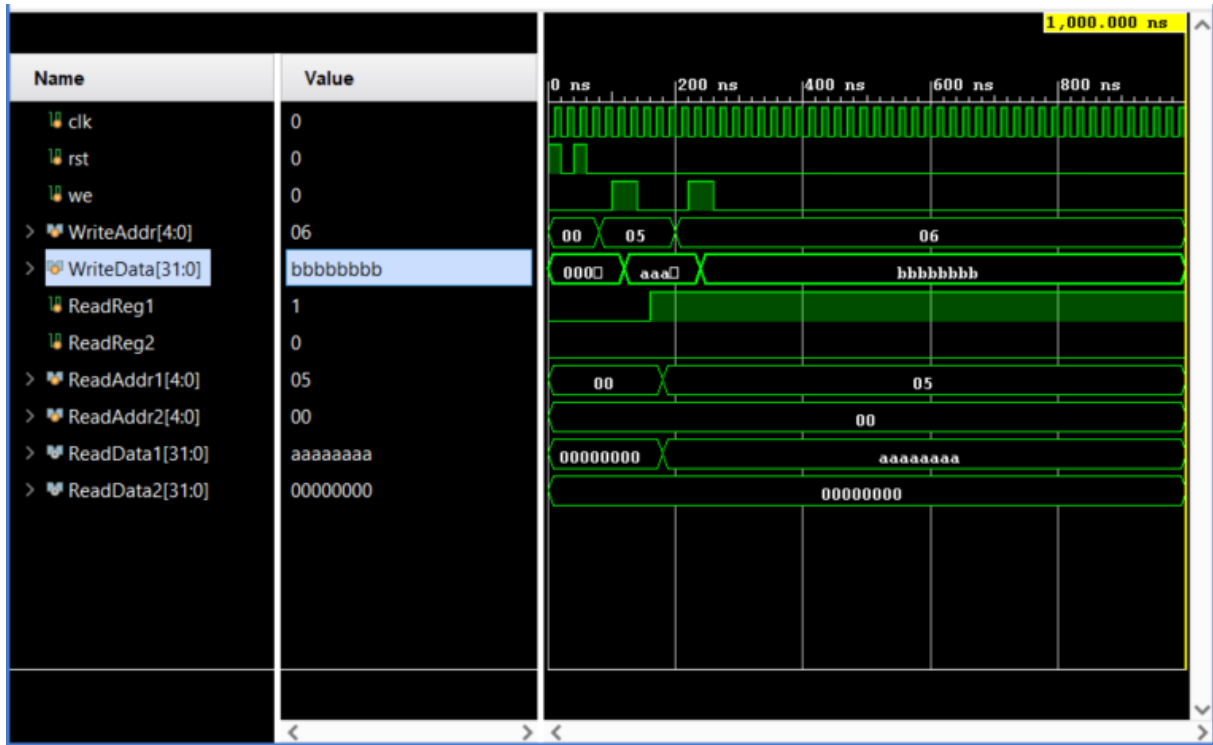 1,000.000 ns
Name Value 0 ns 200 ns 400 ns 600 ns 800 ns
clk 0
rst 0
we 0
WriteAddr[4:0] 06 00 05 06
WriteData[31:0] bbbbbbbb 000 aaa bbbbbbbb
ReadReg1 1
ReadReg2 0
ReadAddr1[4:0] 05 00 05
ReadAddr2[4:0] 00 00
ReadData1[31:0] aaaaaaaa 00000000 aaaaaaaa
ReadData2[31:0] 00000000 00000000